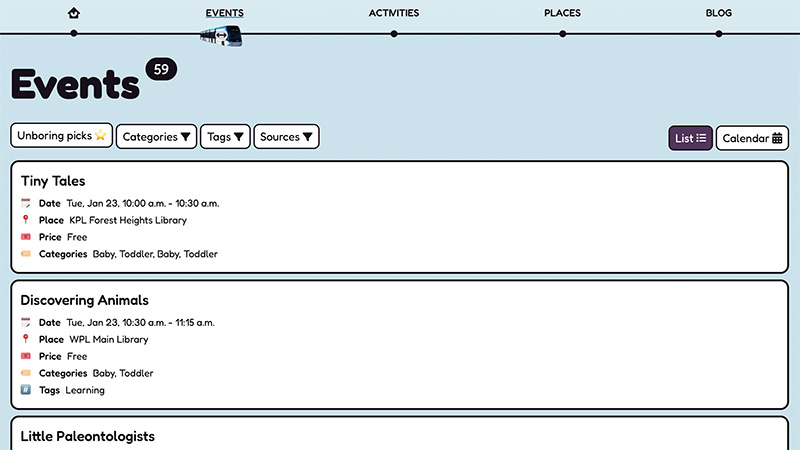 EVENTS
ACTIVITIES
PLACES
BLOG
Events 59
Unboring picks
Categories
Tags
Sources
List
Calendar
Tiny Tales
Date Tue, Jan 23, 10:00 a.m. - 10:30 a.m.
Place KPL Forest Heights Library
Price Free
Categories Baby, Toddler, Baby, Toddler
Discovering Animals
Date Tue, Jan 23, 10:30 a.m. - 11:15 a.m.
Place WPL Main Library
Price Free
Categories Baby, Toddler
# Tags Learning
Little Paleontologists